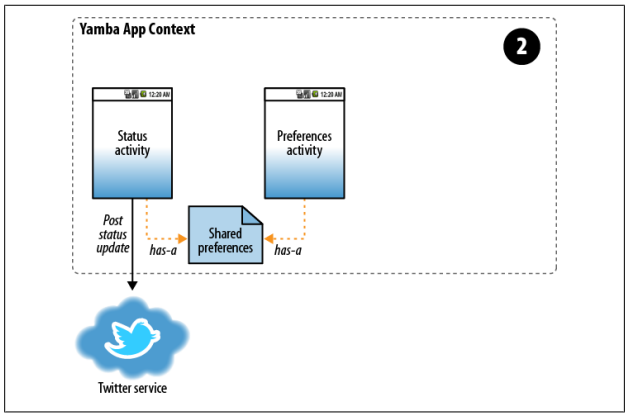 Yamba App Context
2
12:20 AM
12:20 AM
Status
activity
Preferences
activity
Post
status
update
has-a
Shared
preferences
has-a
Twitter service